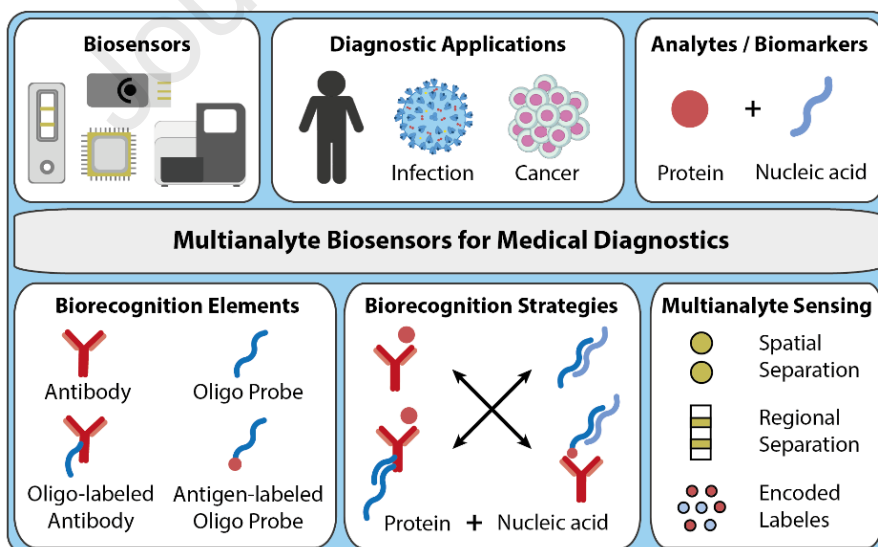 Biosensors
Diagnostic Applications
Infection
Cancer
Analytes / Biomarkers
Protein
+
Nucleic acid
Multianalyte Biosensors for Medical Diagnostics
Biorecognition Elements
Antibody
Oligo Probe
Oligo-labeled
Antibody
Antigen-labeled
Oligo Probe
Biorecognition Strategies
Protein + Nucleic acid
Multianalyte Sensing
Spatial
Separation
Regional
Separation
Encoded
Labeles